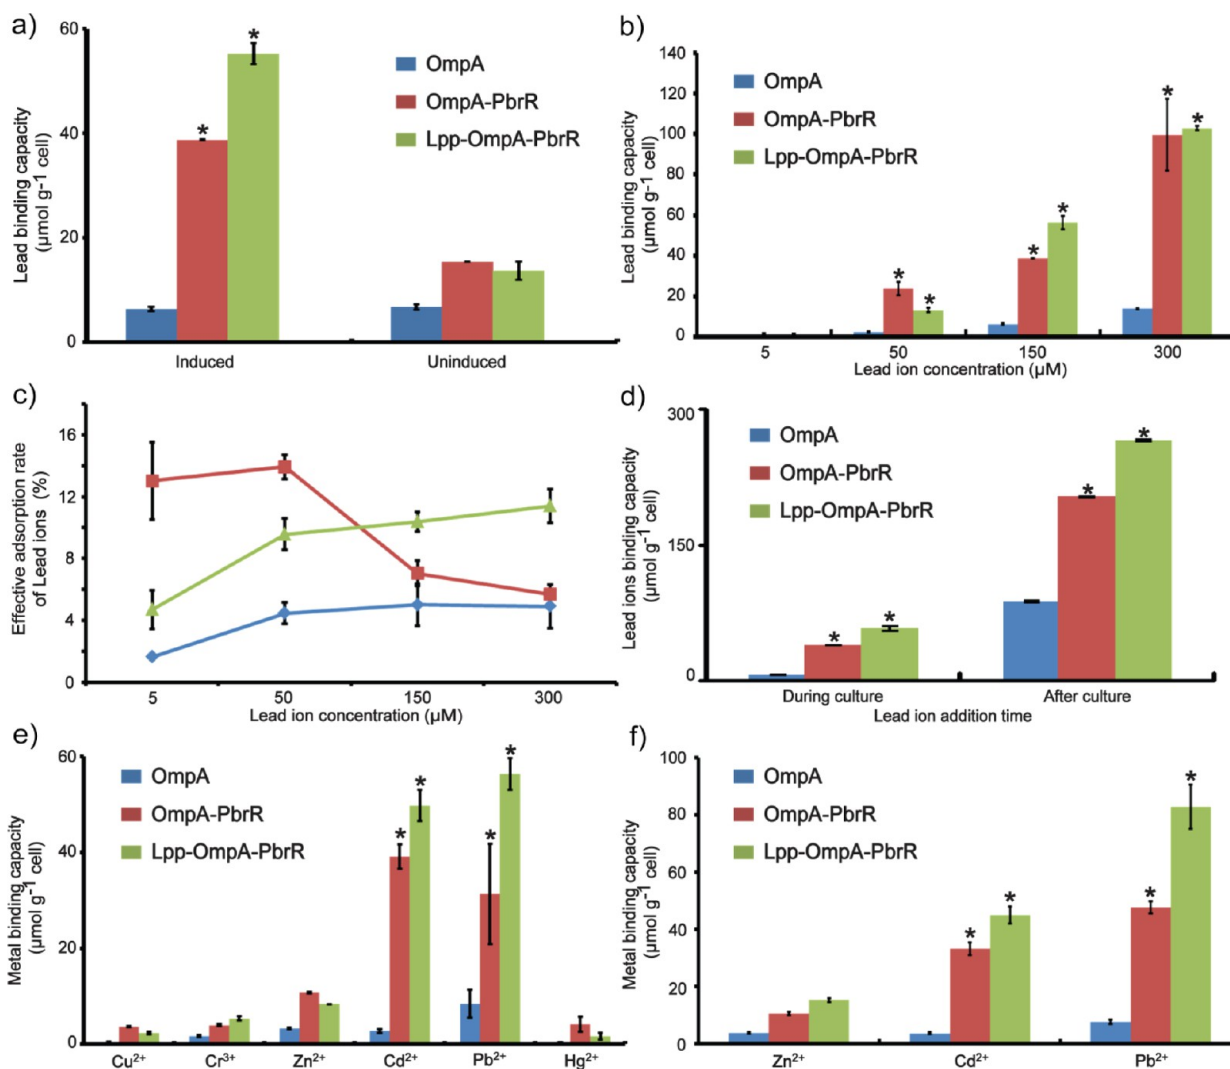 a)
Lead binding capacity
(µmol g-1 cell)
60
40
20
0
OmpA
OmpA-PbrR
Lpp-OmpA-PbrR
*
*
Induced
Uninduced
b)
Lead binding capacity
(µmol g-1 cell)
140
120
100
80
60
40
20
0
OmpA
OmpA-PbrR
Lpp-OmpA-PbrR
*
*
*
*
*
*
5
50
150
300
Lead ion concentration (µM)
c)
Effective adsorption rate
of Lead ions (%)
16
12
8
4
0
5
50
150
300
Lead ion concentration (µM)
d)
Lead ions binding capacity
(µmol g-1 cell)
300
150
0
OmpA
OmpA-PbrR
Lpp-OmpA-PbrR
*
*
*
*
During culture
After culture
Lead ion addition time
e)
Metal binding capacity
(µmol g-1 cell)
60
40
20
0
OmpA
OmpA-PbrR
Lpp-OmpA-PbrR
*
*
*
*
Cu2+
Cr3+
Zn2+
Cd2+
Pb2+
Hg2+
f)
Metal binding capacity
(µmol g-1 cell)
100
80
60
40
20
0
OmpA
OmpA-PbrR
Lpp-OmpA-PbrR
*
*
*
*
Zn2+
Cd2+
Pb2+